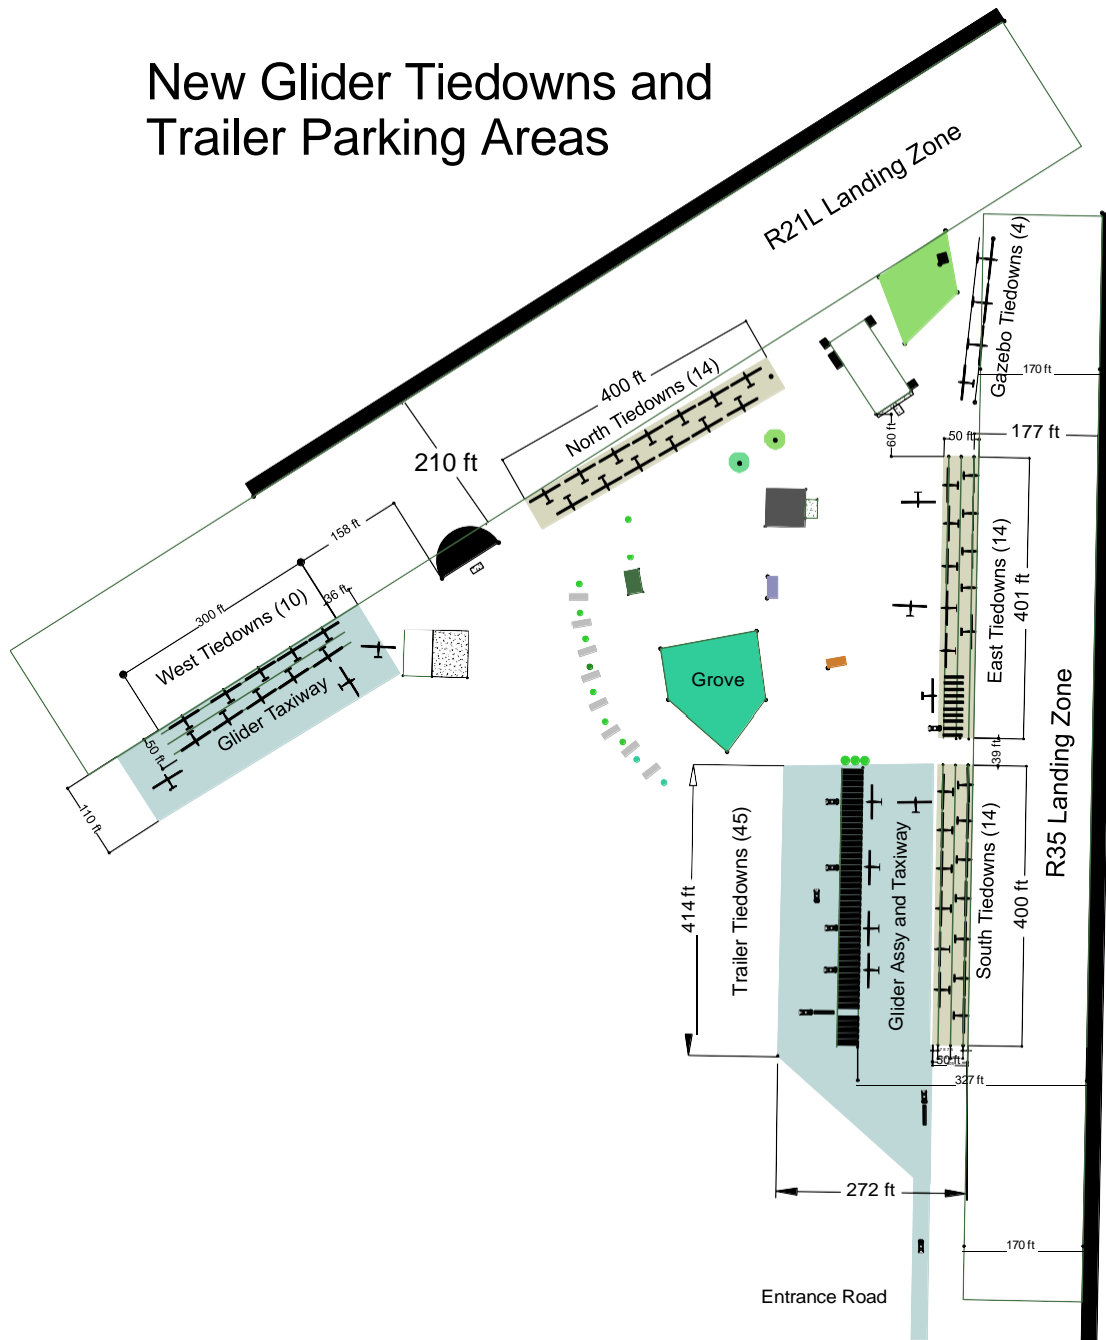 New Glider Tiedowns and
Trailer Parking Areas
R21L Landing Zone
Gazebo Tiedowns (4)
170 ft
400 ft
North Tiedowns (14)
60 ft
50 ft
177 ft
210 ft
158 ft
36 ft
300 ft
West Tiedowns (10)
Glider Taxiway
50 ft
110 ft
East Tiedowns (14)
401 ft
Grove
39 ft
R35 Landing Zone
414 ft
Trailer Tiedowns (45)
Glider Assy and Taxiway
South Tiedowns (14)
400 ft
50 ft
327 ft
272 ft
170 ft
Entrance Road